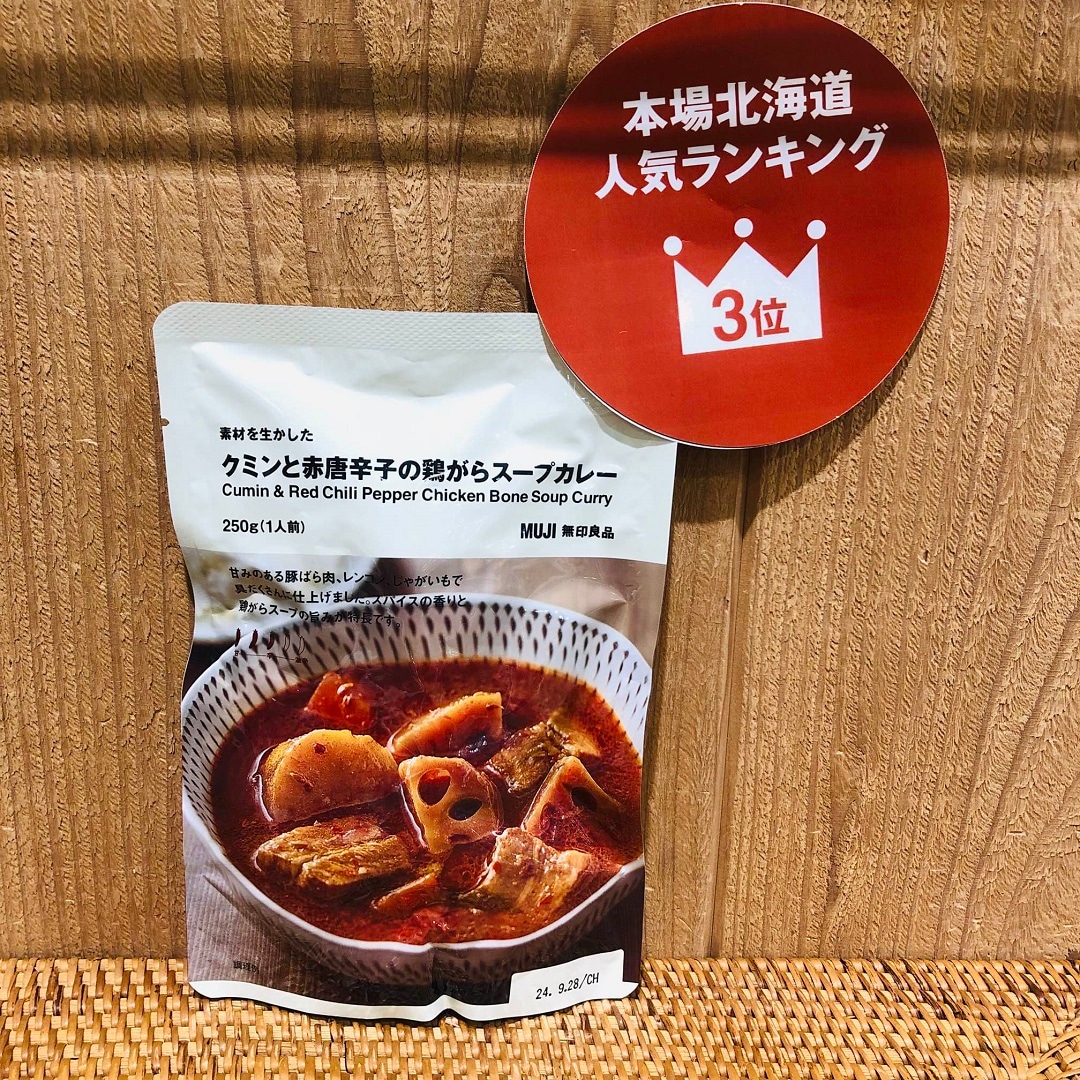 本場北海道
人気ランキング
3位
素材を生かした
クミンと赤唐辛子の鶏がらスープカレー
Cumin & Red Chili Pepper Chicken Bone Soup Curry
250g(1人前)
MUJI 無印良品
甘みのある豚ばら肉、レンコン、じゃがいもで
具だくさんに仕上げました。スパイスの香りと
鶏がらスープの旨みが特長です。
24. 9.28/CH